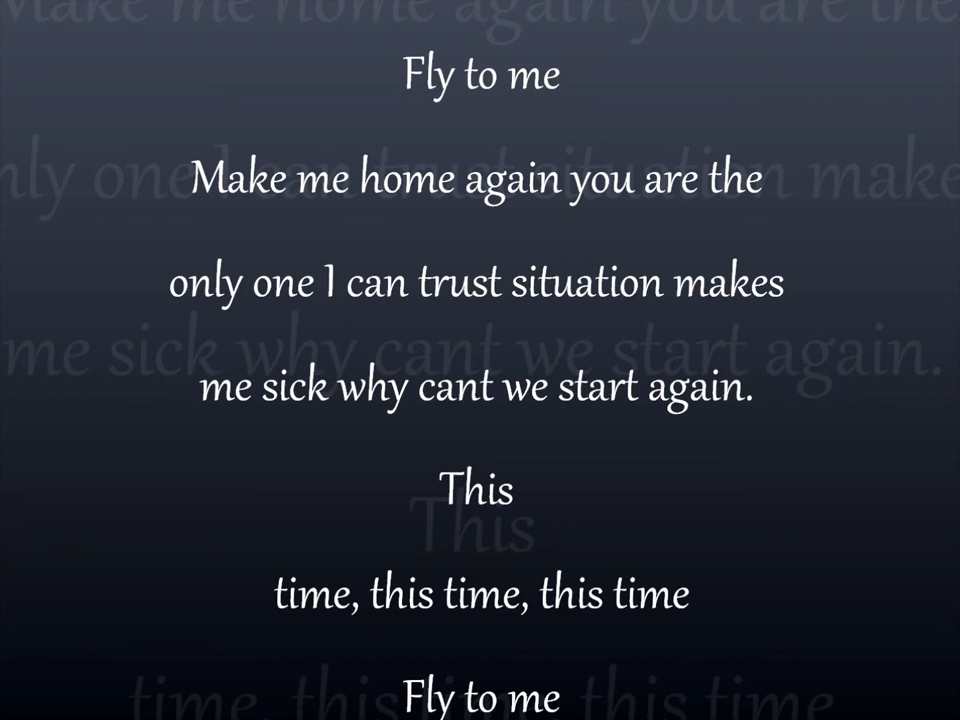 Fly to me
Make me home again you are the
only one I can trust situation makes
me sick why cant we start again.
This
time, this time, this time
Fly to me